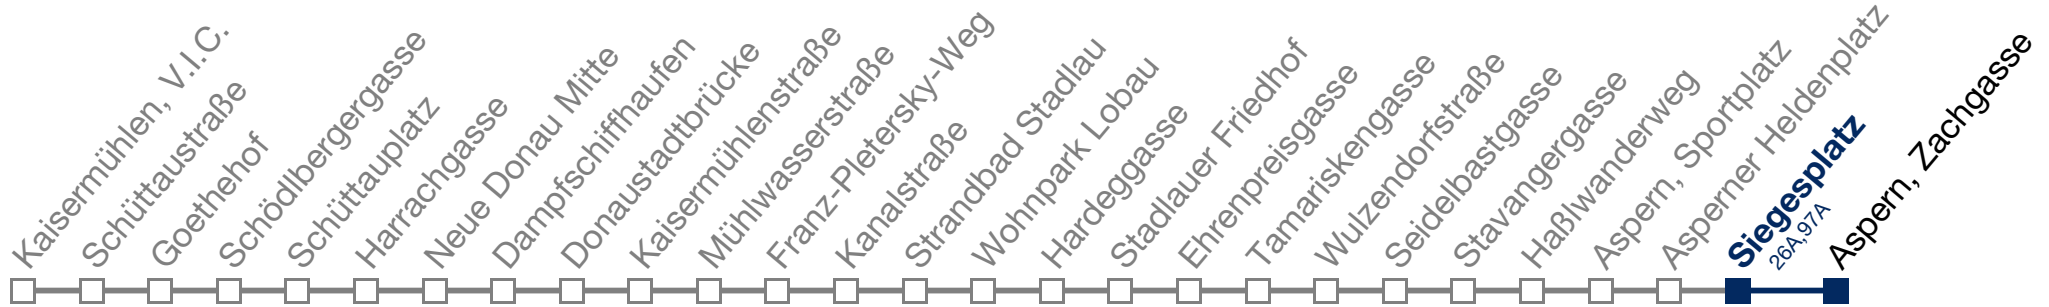 Kaisermühlen, V.I.C.
Schüttaustraße
Goethehof
Schödlbergergasse
Schüttauplatz
Harrachgasse
Neue Donau Mitte
Dampfschiffhaufen
Donaustadtbrücke
Kaisermühlenstraße
Mühlwasserstraße
Franz-Pletersky-Weg
Kanalstraße
Strandbad Stadlau
Wohnpark Lobau
Hardeggasse
Stadlauer Friedhof
Ehrenpreisgasse
Tamariskengasse
Wulzendorfstraße
Seidelbastgasse
Stavangergasse
Haßlwanderweg
Aspern, Sportplatz
Asperner Heldenplatz
Siegesplatz
26A,97A
Aspern, Zachgasse